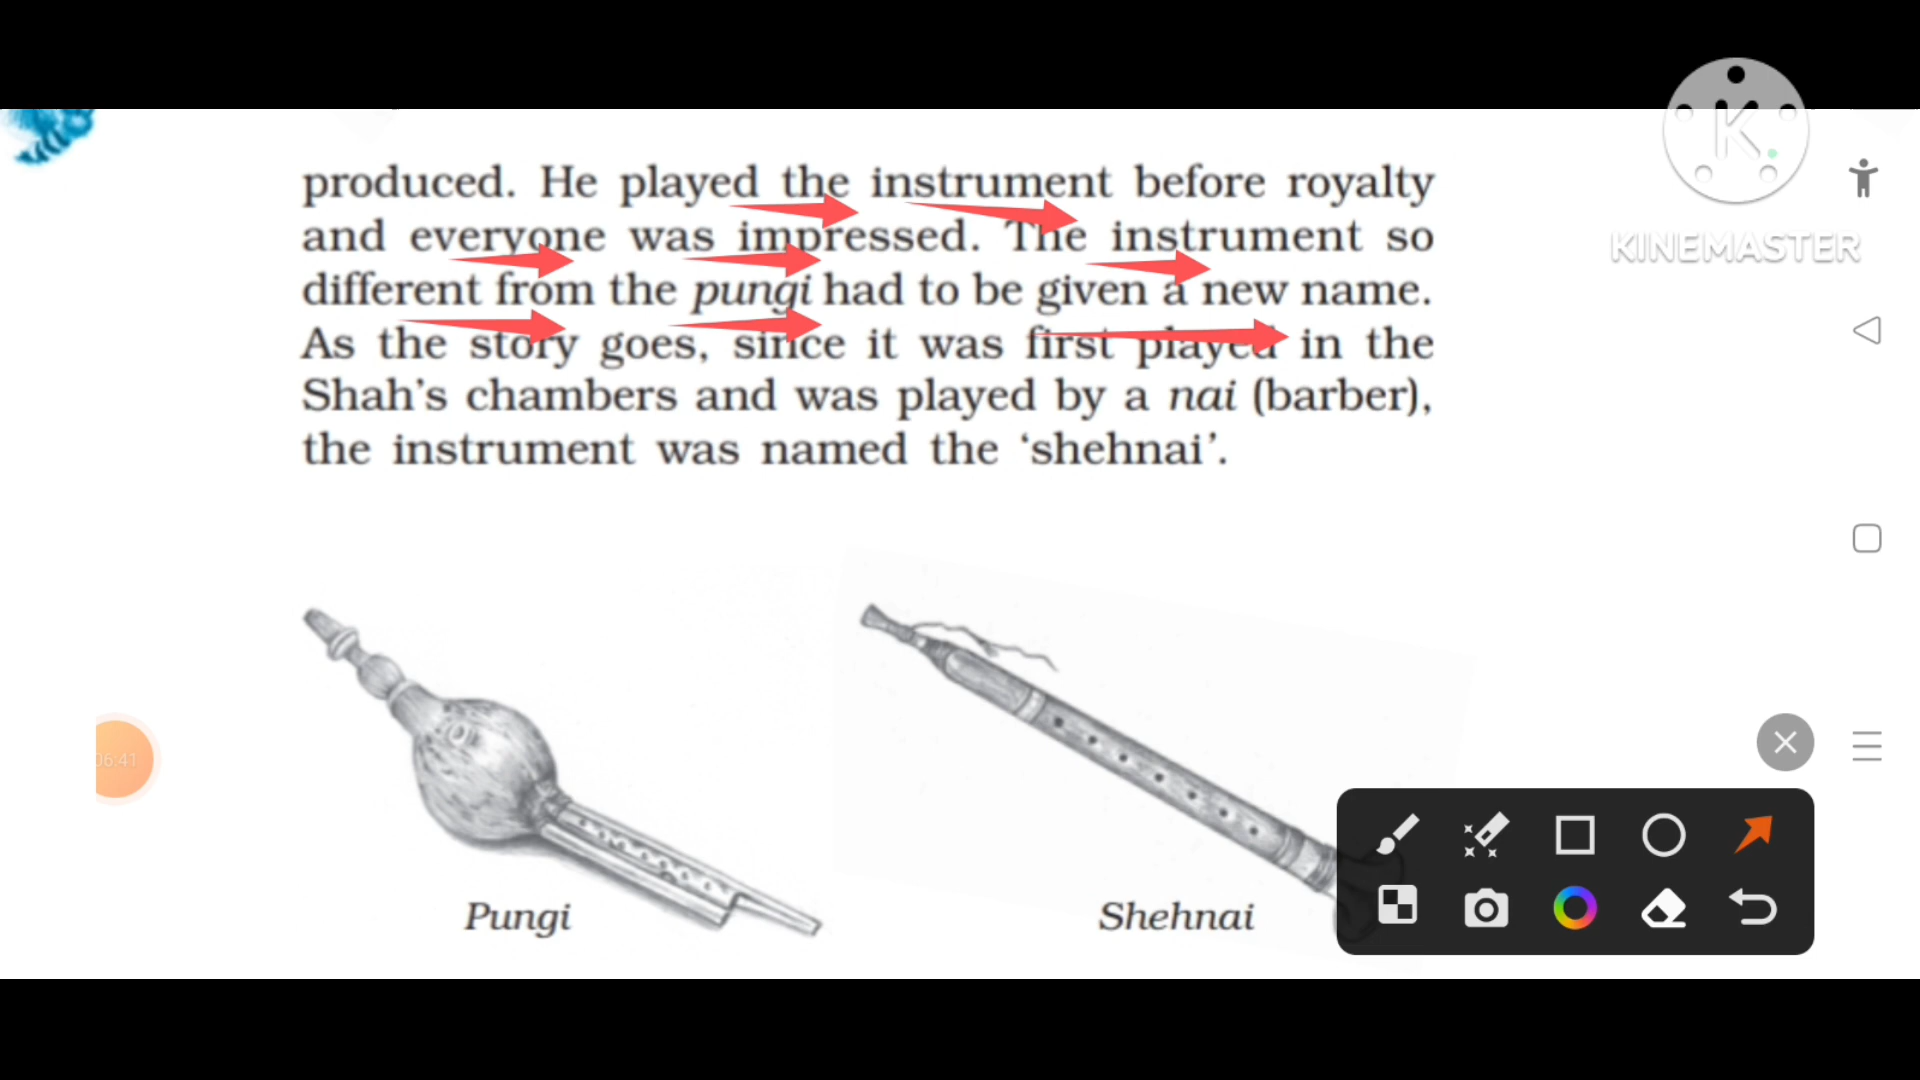 produced. He played the instrument before royalty
and everyone was impressed. The instrument so
different from the pungi had to be given a new name.
As the story goes, since it was first played in the
Shah's chambers and was played by a nai (barber),
the instrument was named the ‘shehnai’.
Pungi
Shehnai
06:41
K
KINEMASTER